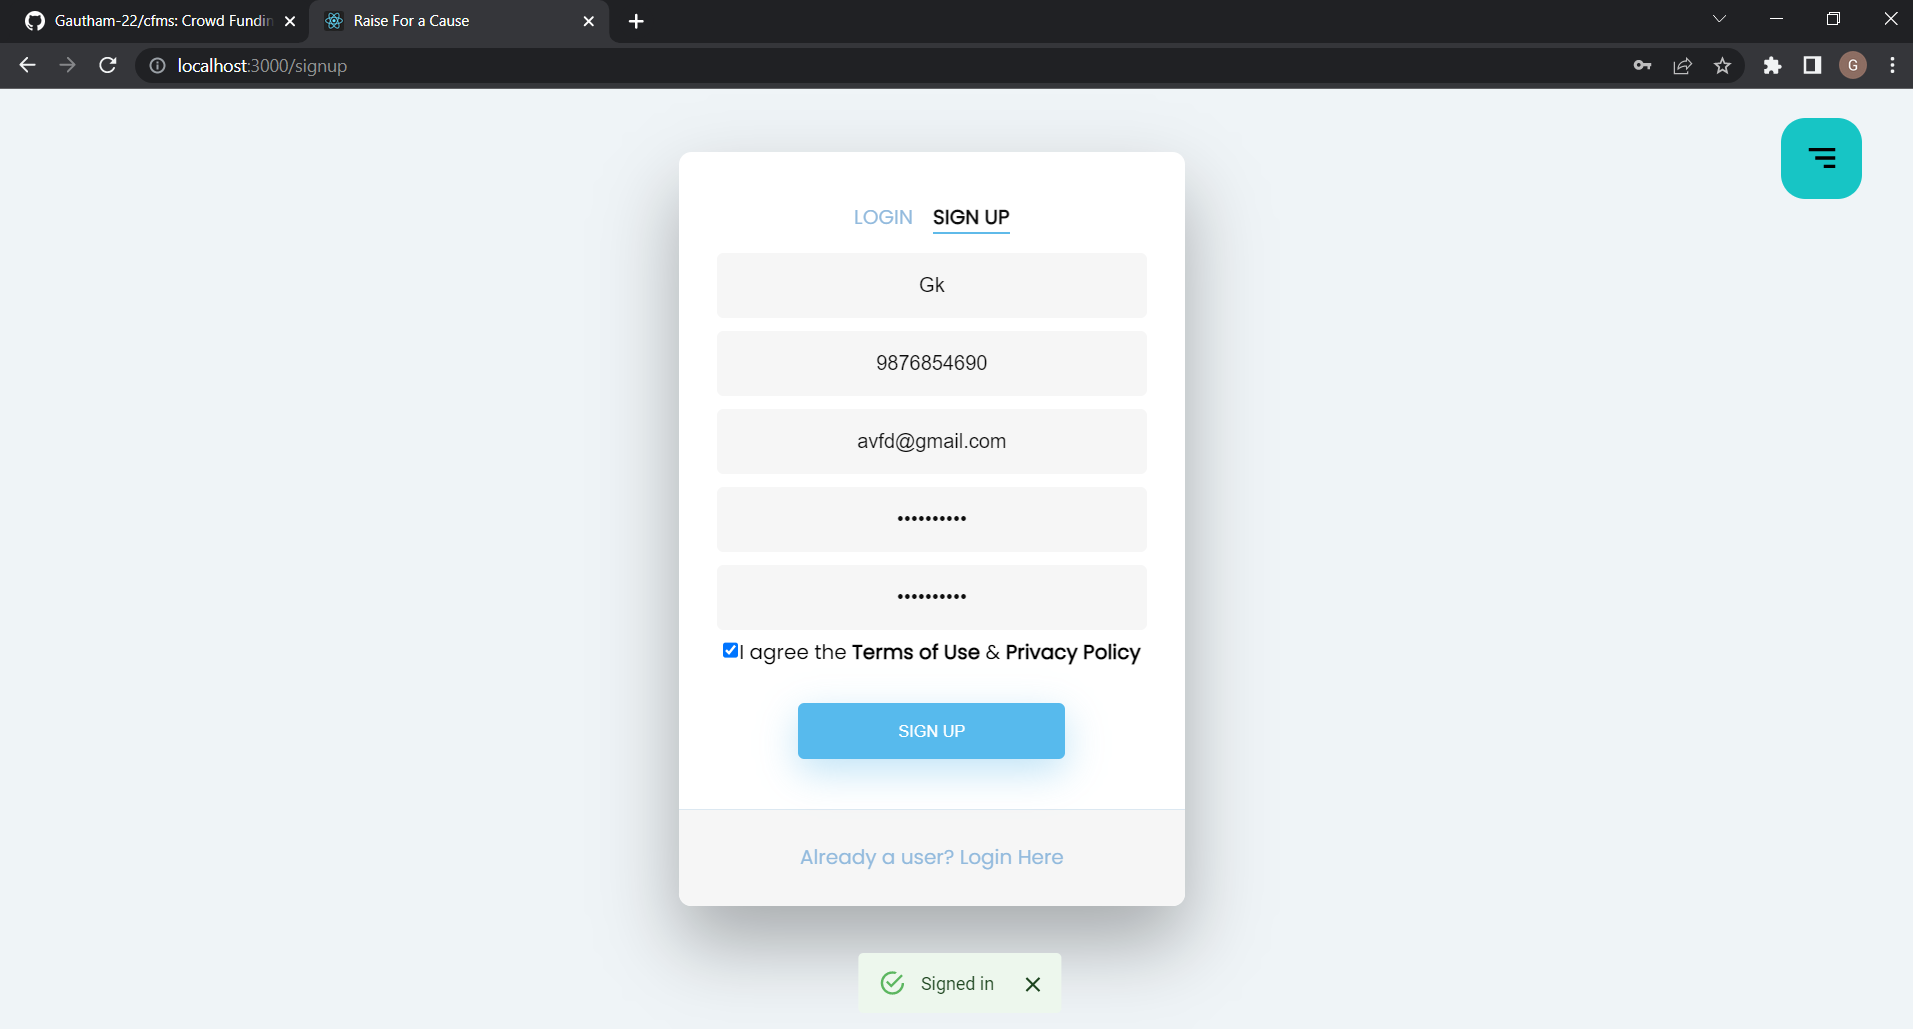 Gautham-22/cfms: Crowd Fundin
Raise For a Cause
localhost:3000/signup
G
LOGIN SIGN UP
Gk
9876854690
avfd@gmail.com
••••••••••
••••••••••
I agree the Terms of Use & Privacy Policy
SIGN UP
Already a user? Login Here
Signed in